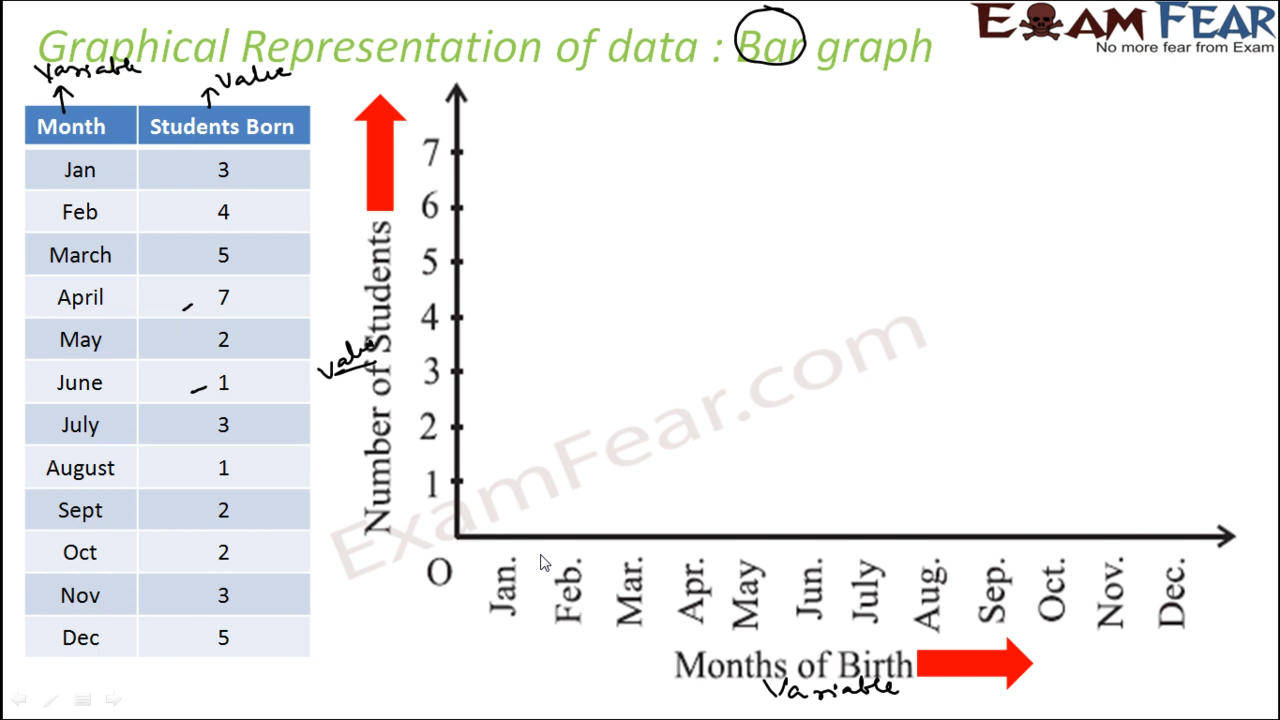 Graphical Representation of data : Bar graph
EXAM FEAR
No more fear from Exam
Variable
Value
Month Students Born
Jan 3
Feb 4
March 5
April 7
May 2
June 1
July 3
August 1
Sept 2
Oct 2
Nov 3
Dec 5
Value
Number of Students
7
6
5
4
3
2
1
O
Jan. Feb. Mar. Apr. May Jun. July Aug. Sep. Oct. Nov. Dec.
Months of Birth
Variable
ExamFear.com